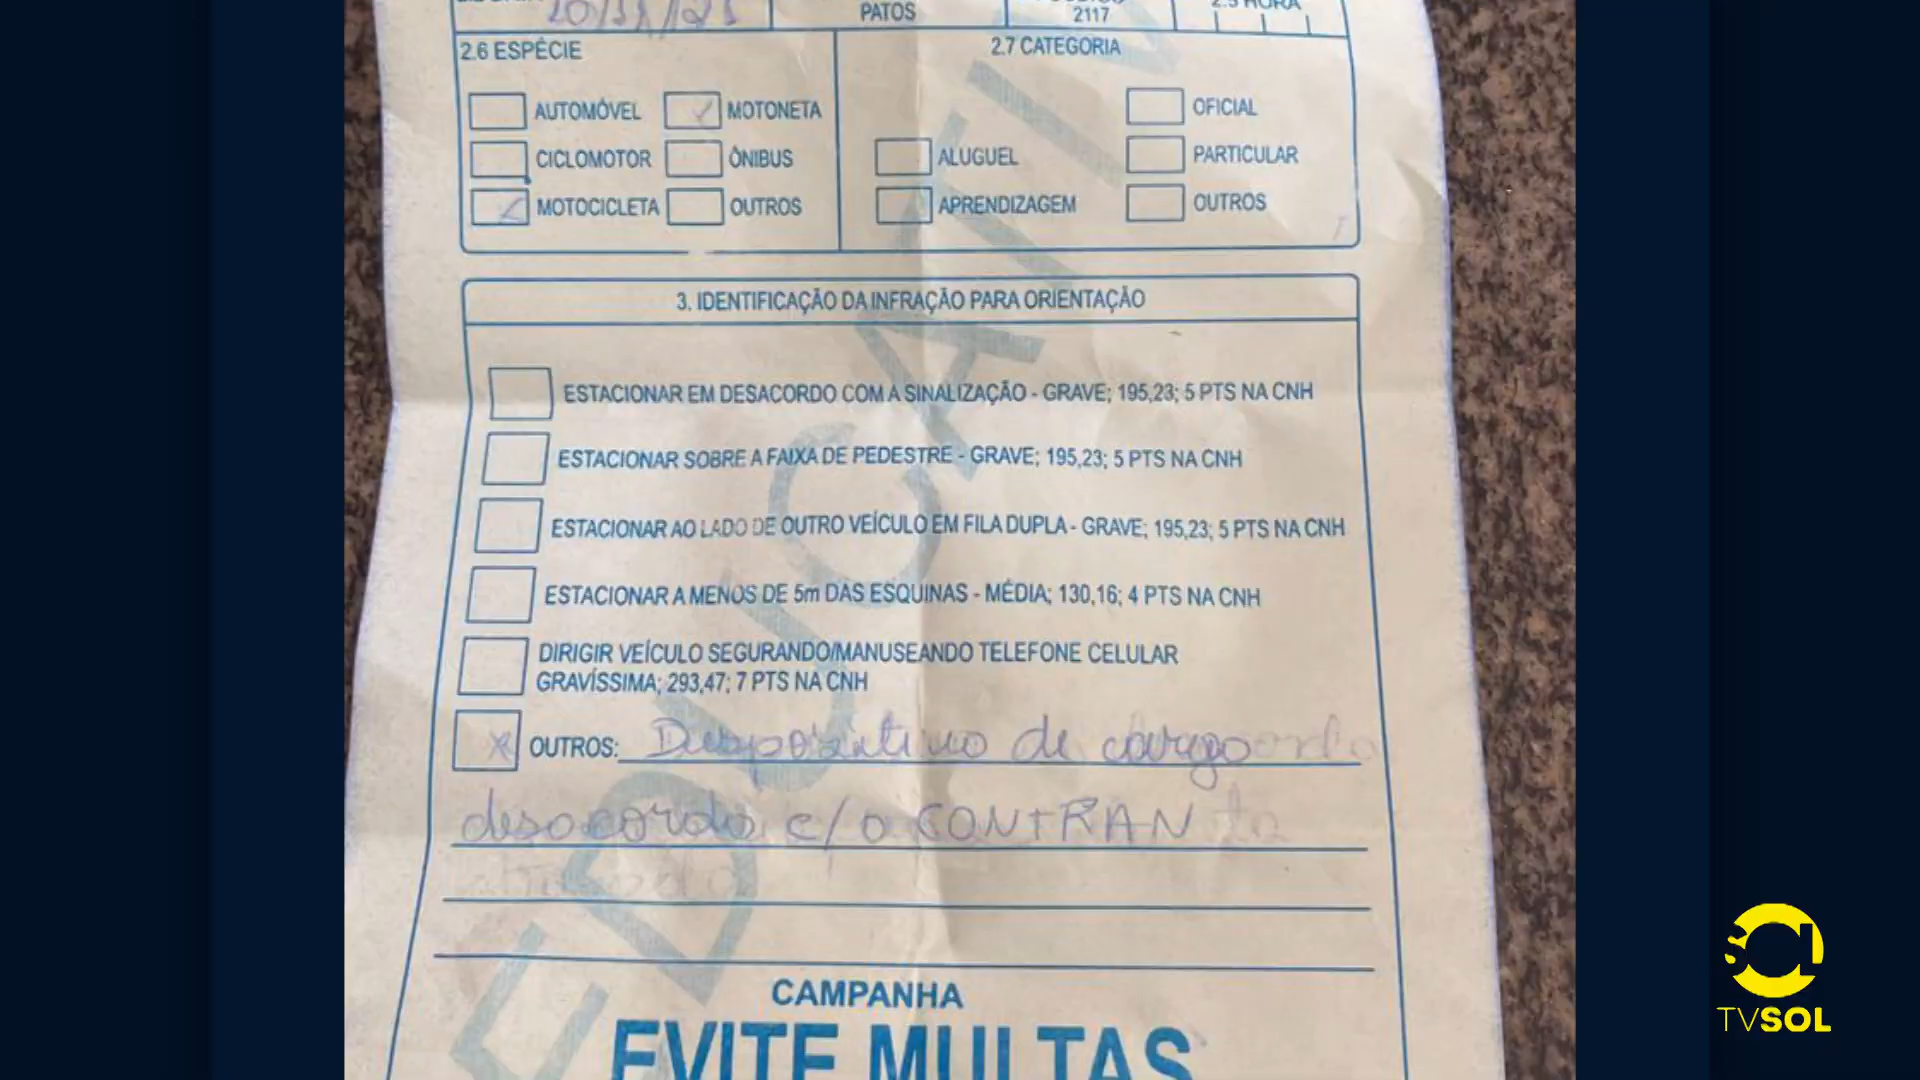 PATOS
2117
2.5 HORA
2.6 ESPÉCIE
2.7 CATEGORIA
AUTOMÓVEL
MOTONETA
OFICIAL
CICLOMOTOR
ÔNIBUS
ALUGUEL
PARTICULAR
MOTOCICLETA
OUTROS
APRENDIZAGEM
OUTROS
3. IDENTIFICAÇÃO DA INFRAÇÃO PARA ORIENTAÇÃO
ESTACIONAR EM DESACORDO COM A SINALIZAÇÃO - GRAVE; 195,23; 5 PTS NA CNH
ESTACIONAR SOBRE A FAIXA DE PEDESTRE - GRAVE; 195,23; 5 PTS NA CNH
ESTACIONAR AO LADO DE OUTRO VEÍCULO EM FILA DUPLA - GRAVE; 195,23; 5 PTS NA CNH
ESTACIONAR A MENOS DE 5m DAS ESQUINAS - MÉDIA; 130,16; 4 PTS NA CNH
DIRIGIR VEÍCULO SEGURANDO/MANUSEANDO TELEFONE CELULAR
GRAVÍSSIMA; 293,47; 7 PTS NA CNH
OUTROS: de carga
desacordo c/o CONTRAN
EDUCATIV
CAMPANHA
EVITE MULTAS
TVSOL